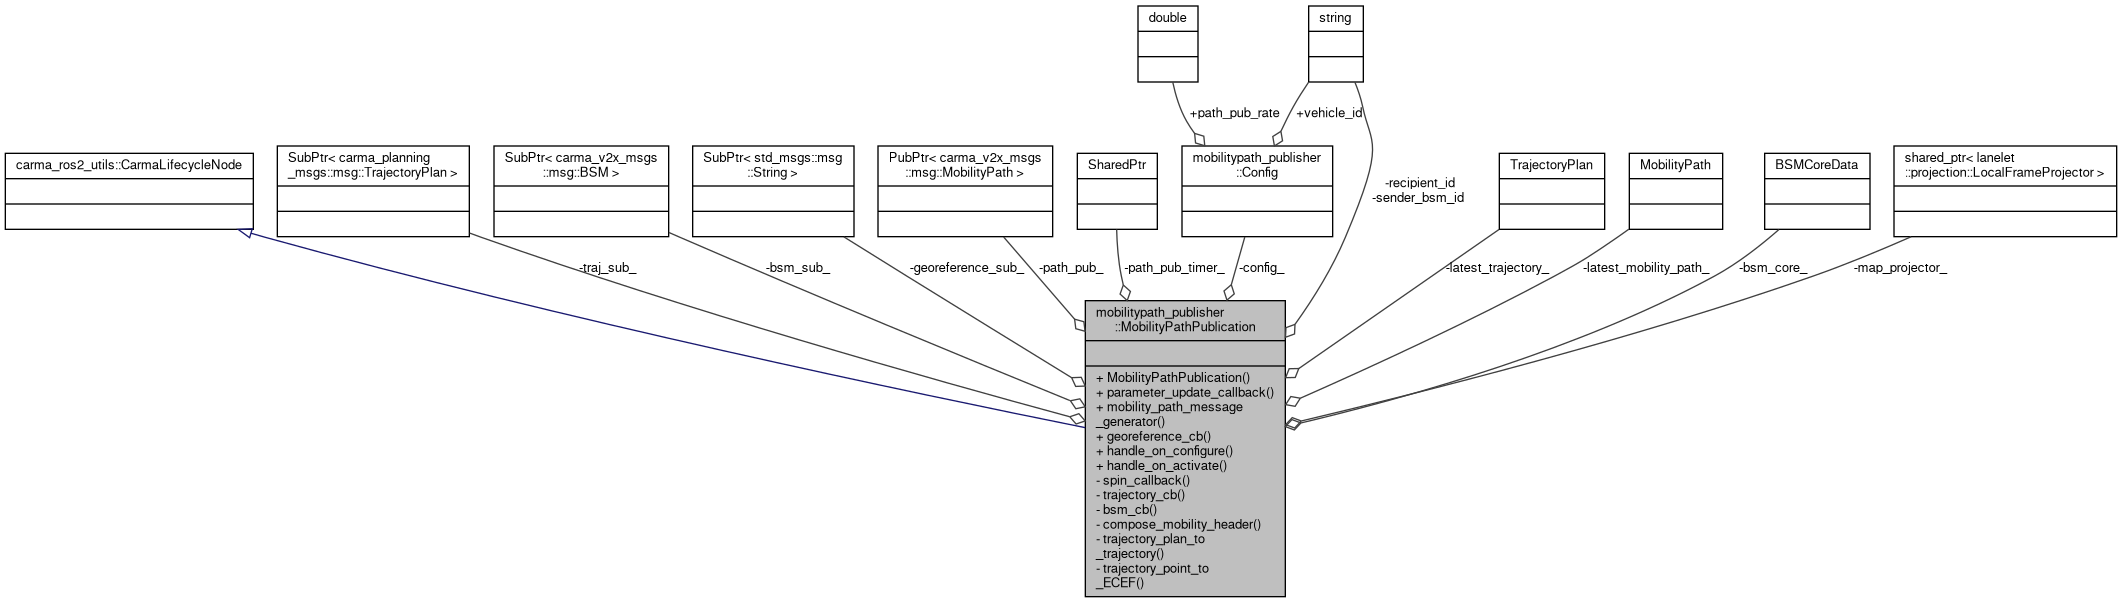 double
string
+path_pub_rate
+vehicle_id
carma_ros2_utils::CarmaLifecycleNode
SubPtr< carma_planning
_msgs::msg::TrajectoryPlan >
SubPtr< carma_v2x_msgs
::msg::BSM >
SubPtr< std_msgs::msg
::String >
PubPtr< carma_v2x_msgs
::msg::MobilityPath >
SharedPtr
mobilitypath_publisher
::Config
-recipient_id
-sender_bsm_id
TrajectoryPlan
MobilityPath
BSMCoreData
shared_ptr< lanelet
::projection::LocalFrameProjector >
-traj_sub_
-bsm_sub_
-georeference_sub_
-path_pub_
-path_pub_timer_
-config_
-latest_trajectory_
-latest_mobility_path_
-bsm_core_
-map_projector_
mobilitypath_publisher
::MobilityPathPublication
+ MobilityPathPublication()
+ parameter_update_callback()
+ mobility_path_message
_generator()
+ georeference_cb()
+ handle_on_configure()
+ handle_on_activate()
- spin_callback()
- trajectory_cb()
- bsm_cb()
- compose_mobility_header()
- trajectory_plan_to
_trajectory()
- trajectory_point_to
_ECEF()